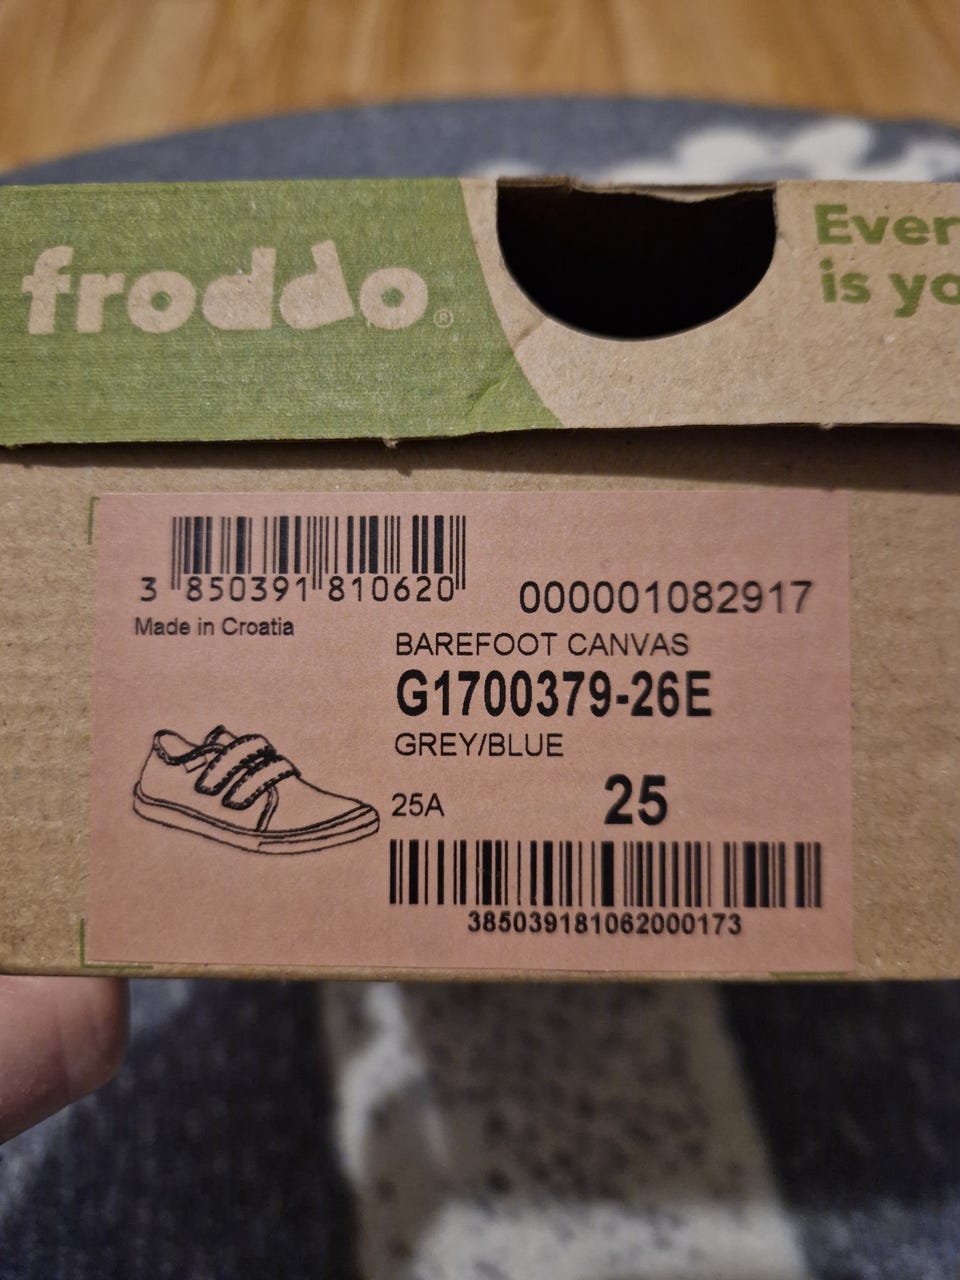 froddo®
Ever
is yo
3 850391 810620
000001082917
Made in Croatia
BAREFOOT CANVAS
G1700379-26E
GREY/BLUE
25A
25
385039181062000173